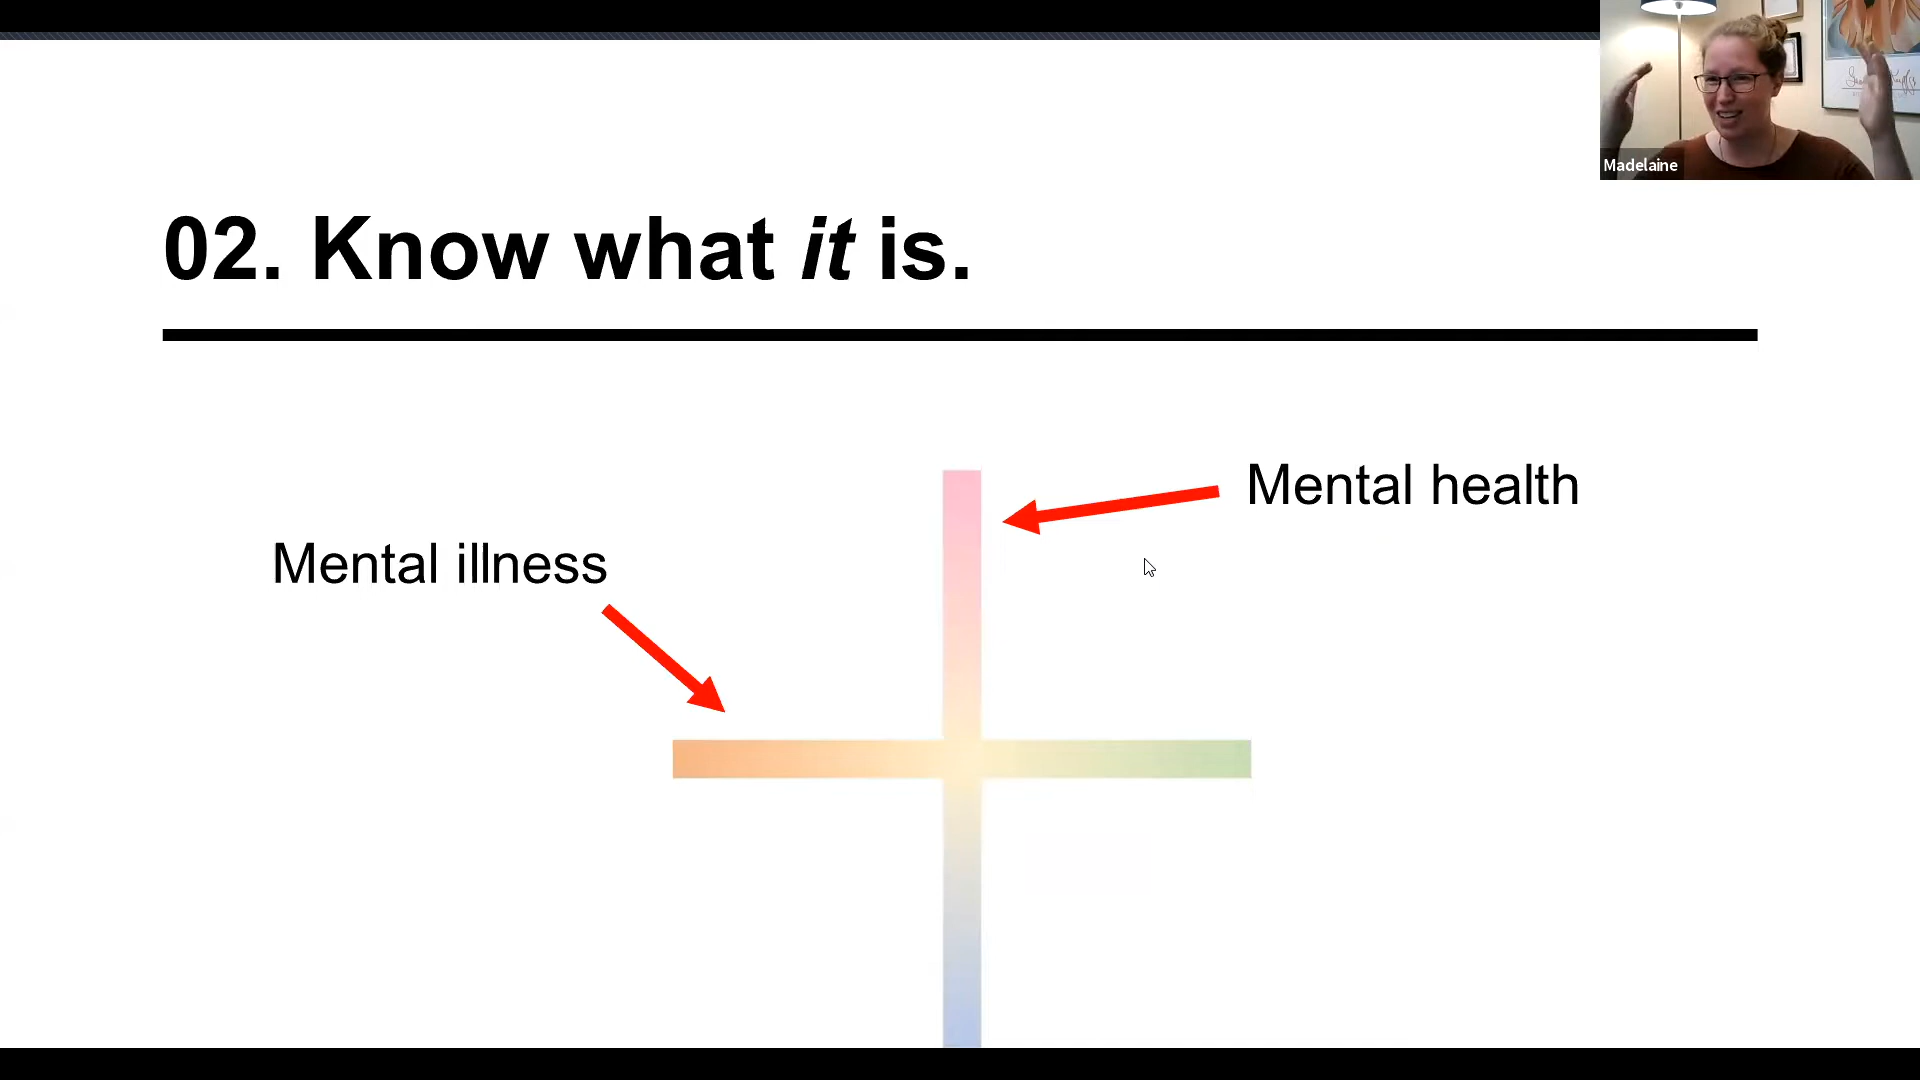 Madelaine
02. Know what it is.
Mental health
Mental illness